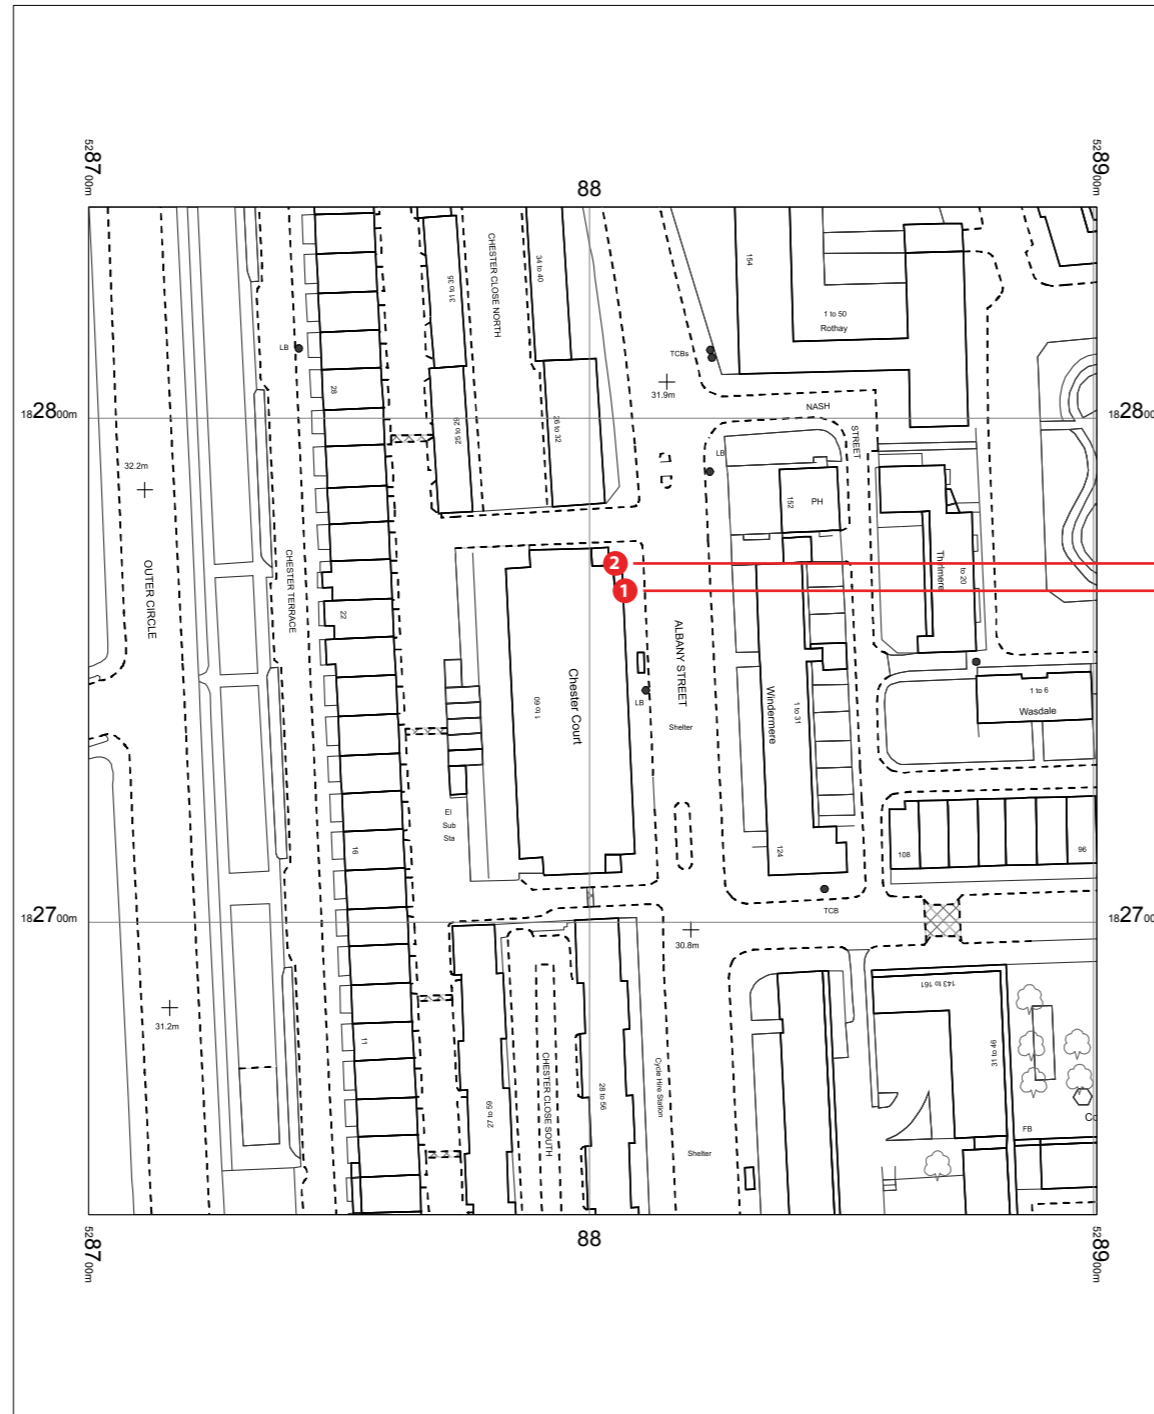 5287 00m
88
5289 00m
CHESTER CLOSE NORTH
31 to 35
34 to 40
154
1 to 50
Rothay
LB
TCBs
31.9m
28
NASH
STREET
1828 00m
1828 00
25 to 29
26 to 32
LB
32.2m
152
PH
OUTER CIRCLE
CHESTER TERRACE
2
1
Thirlmere
to 20
22
ALBANY STREET
Chester Court
1 to 60
LB
Shelter
Windermere
1 to 31
1 to 6
Wasdale
El
Sub
Sta
16
124
108
96
TCB
1827 00m
1827 00
30.8m
143 to 161
31.2m
11
CHESTER CLOSE SOUTH
27 to 59
28 to 56
Cycle Hire Station
31 to 46
Shelter
FB
Co
5287 00m
88
5289 00m